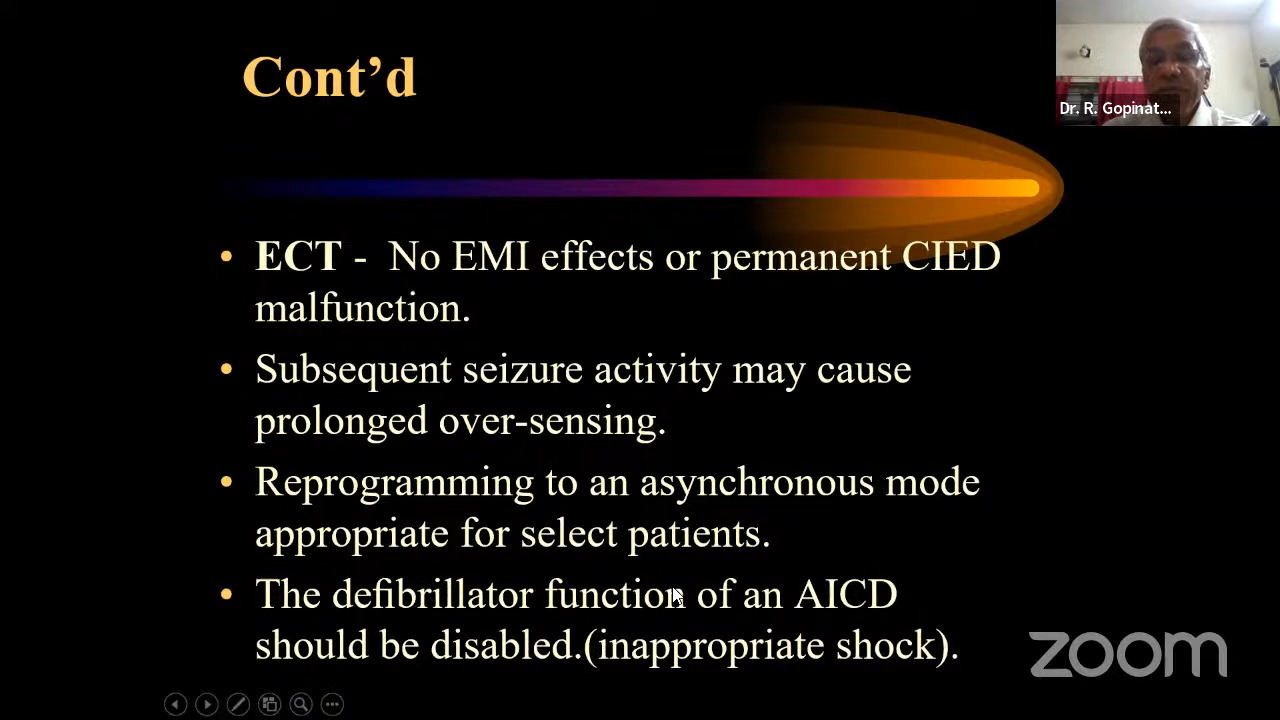 Cont’d
Dr. R. Gopinat...
• ECT - No EMI effects or permanent CIED
malfunction.
• Subsequent seizure activity may cause
prolonged over-sensing.
• Reprogramming to an asynchronous mode
appropriate for select patients.
• The defibrillator function of an AICD
should be disabled.(inappropriate shock).
zoom